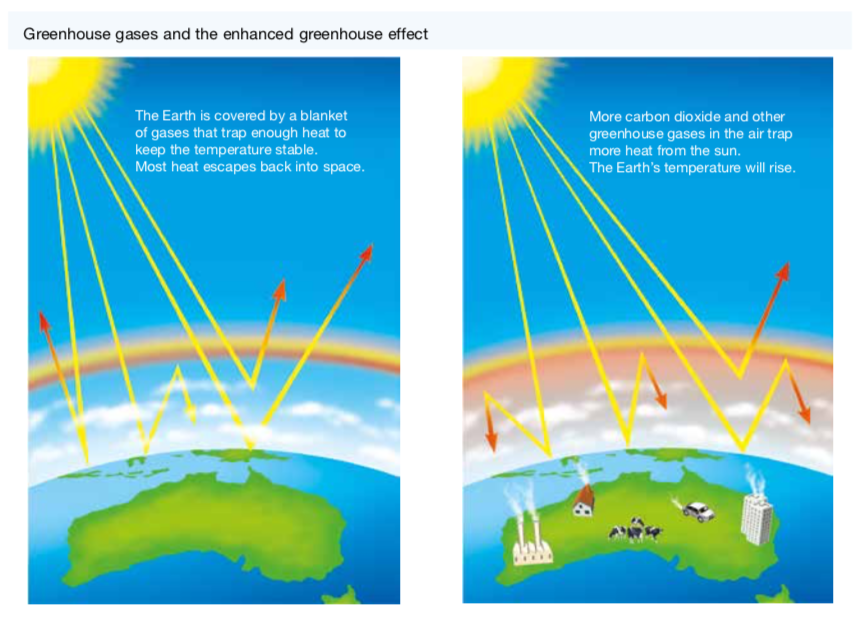 Greenhouse gases and the enhanced greenhouse effect
The Earth is covered by a blanket
of gases that trap enough heat to
keep the temperature stable.
Most heat escapes back into space.
More carbon dioxide and other
greenhouse gases in the air trap
more heat from the sun.
The Earth's temperature will rise.